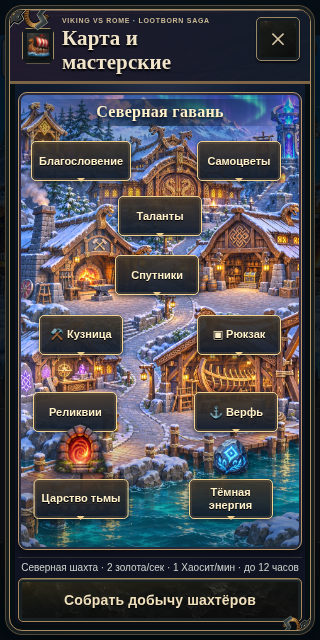 VIKING VS ROME · LOOTBORN SAGA
Карта и
мастерские
Северная гавань
Благословение
Самоцветы
Таланты
Спутники
Кузница
Рюкзак
Реликвии
Верфь
Царство тьмы
Тёмная
энергия
Северная шахта · 2 золота/сек · 1 Хаосит/мин · до 12 часов
Собрать добычу шахтёров